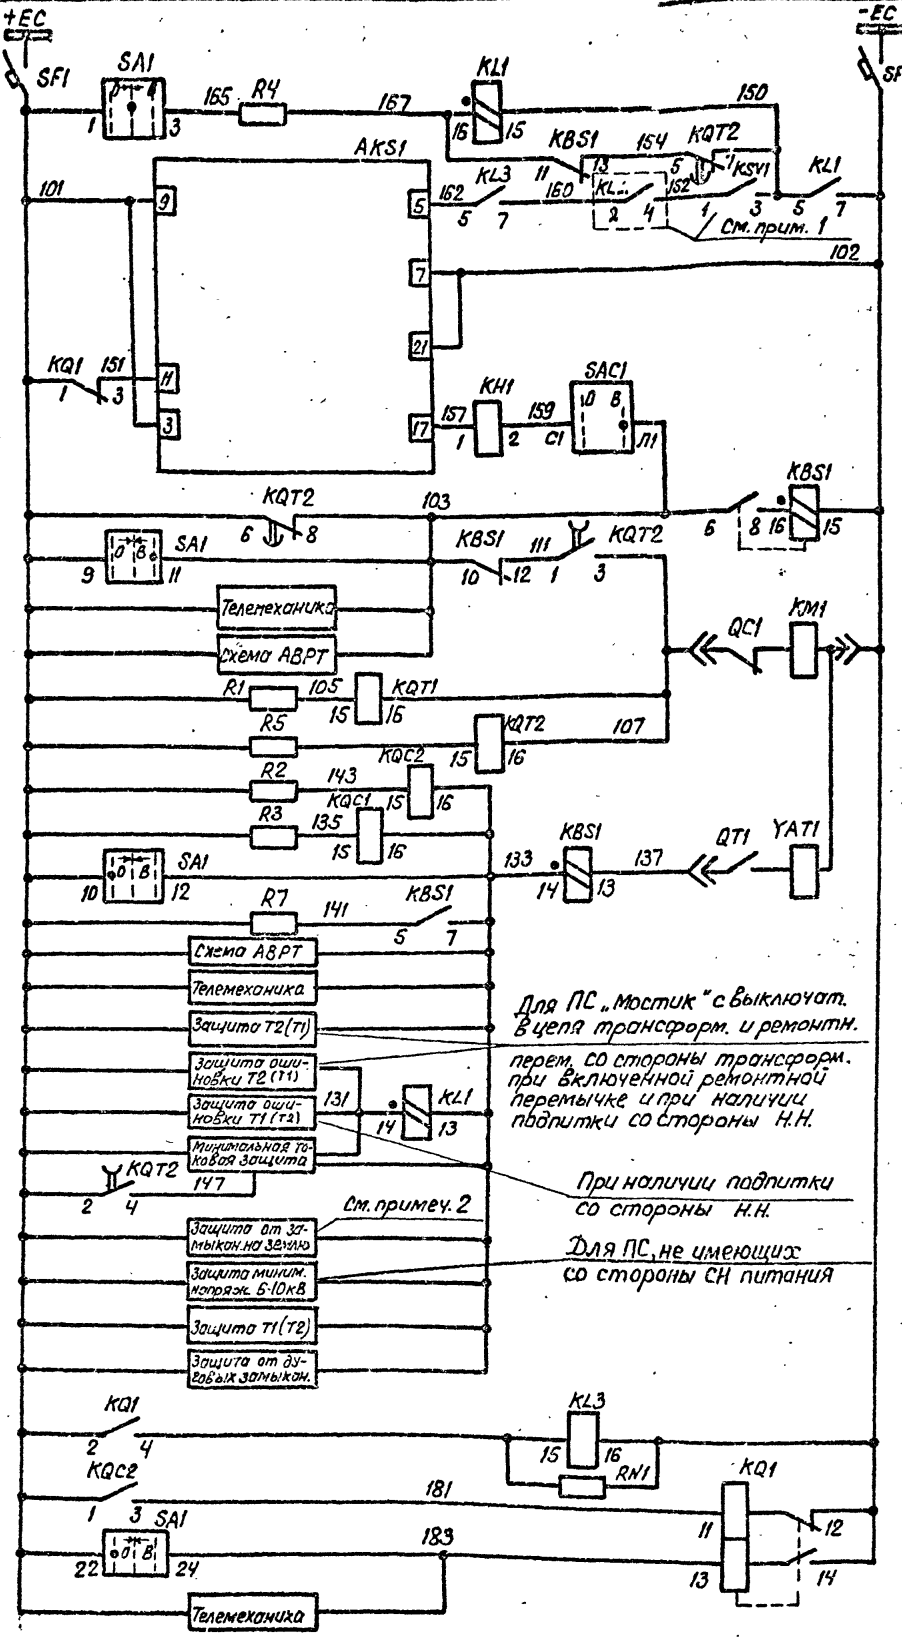 +EC -EC
SF1 SF
SA1 165 R4 167 KL1 150
1 3 16 15
AKS1 KBS1 154 KQT2
11 13 5 1
101 9 5 162 KL3 160 152 KSV1 KL1
5 7 2 4 1 3 5 7
См. прим. 1
7 102
21
KQ1 151 SAC1
1 3 H KH1 О В
3 17 157 159
1 2 C1 Л1
KQT2 103 KBS1
6 8 6 8 16 15
О В SA1 KBS1 111 KQT2
9 11 10 12 1 3
Телемеханика QC1 KM1
Схема АВРТ
R1 105 KQT1
15 16
R5 KQT2 107
15 16
R2 143 KQC2
15 16
R3 135 KQC1
15 16
О В SA1 133 KBS1 137 QT1 YAT1
10 12 14 13
R7 141 KBS1
5 7
Схема АВРТ
Телемеханика
Для ПС „Мостик" с выключат.
Защита Т2(Т1) в цепя трансформ. и ремонтн.
Защита оши-
новки Т2 (Т1)
перем. со стороны трансформ.
при включенной ремонтной
перемычке и при наличии
подпитки со стороны Н.Н.
Защита оши-
новки Т1 (Т2)
131 KL1
14 13
Минимальная то-
ковая защита
KQT2 147
2 4
При наличии подпитки
со стороны Н.Н.
См. примеч. 2
Защита от за-
мыкан. на землю
Для ПС, не имеющих
со стороны СН питания
Защита миним.
напряж 6-10кВ
Защита Т1(Т2)
Защита от ду-
говых замыкан.
KQ1 KL3
2 4 15 16
RN1
KQC2 181 KQ1
1 3 11 12
SA1 183
22 О В 24 13 14
Телемеханика